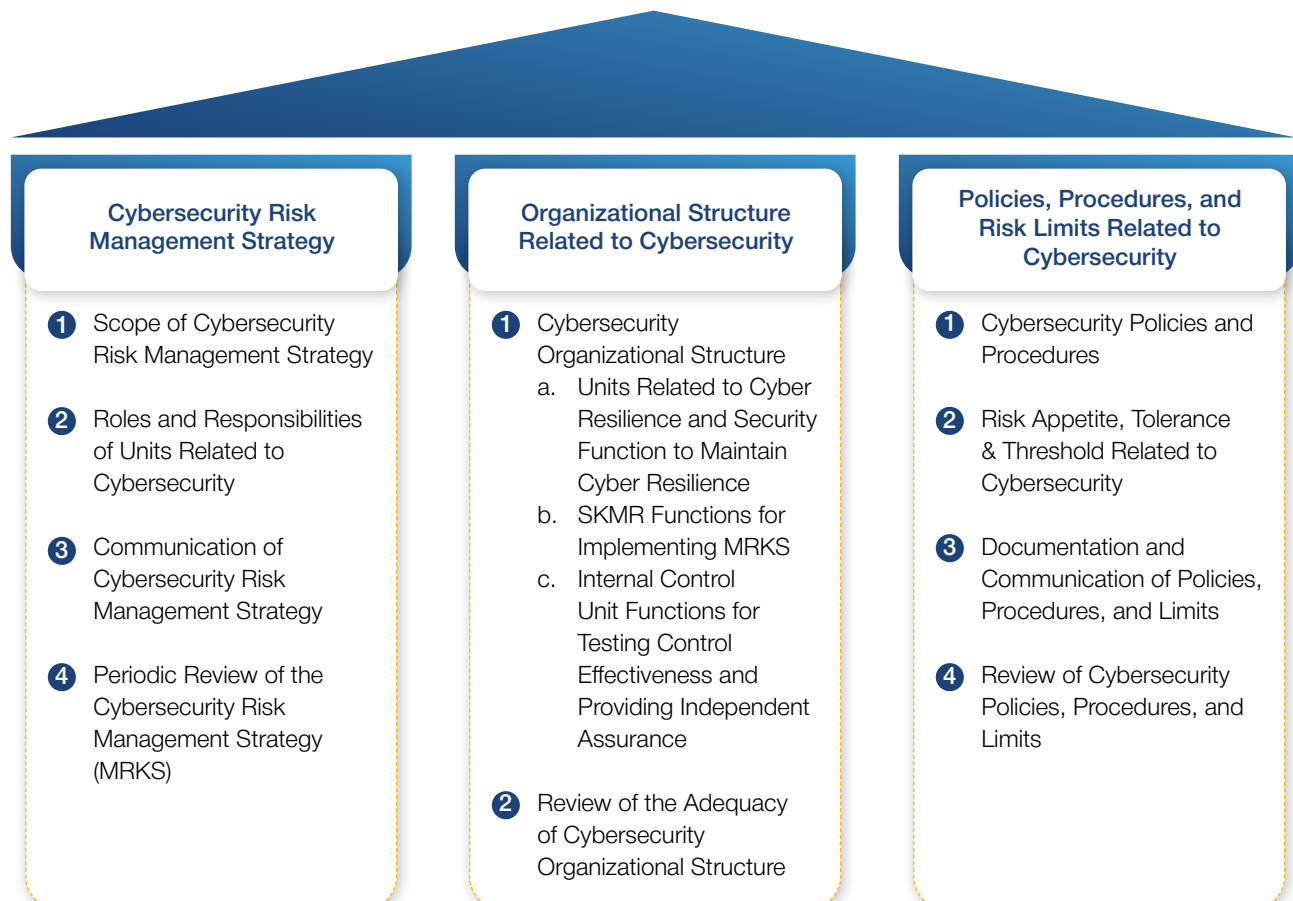 Cybersecurity Risk
Management Strategy
1 Scope of Cybersecurity
Risk Management Strategy
2 Roles and Responsibilities
of Units Related to
Cybersecurity
3 Communication of
Cybersecurity Risk
Management Strategy
4 Periodic Review of the
Cybersecurity Risk
Management Strategy
(MRKS)
Organizational Structure
Related to Cybersecurity
1 Cybersecurity
Organizational Structure
a. Units Related to Cyber
Resilience and Security
Function to Maintain
Cyber Resilience
b. SKMR Functions for
Implementing MRKS
c. Internal Control
Unit Functions for
Testing Control
Effectiveness and
Providing Independent
Assurance
2 Review of the Adequacy
of Cybersecurity
Organizational Structure
Policies, Procedures, and
Risk Limits Related to
Cybersecurity
1 Cybersecurity Policies and
Procedures
2 Risk Appetite, Tolerance
& Threshold Related to
Cybersecurity
3 Documentation and
Communication of Policies,
Procedures, and Limits
4 Review of Cybersecurity
Policies, Procedures, and
Limits